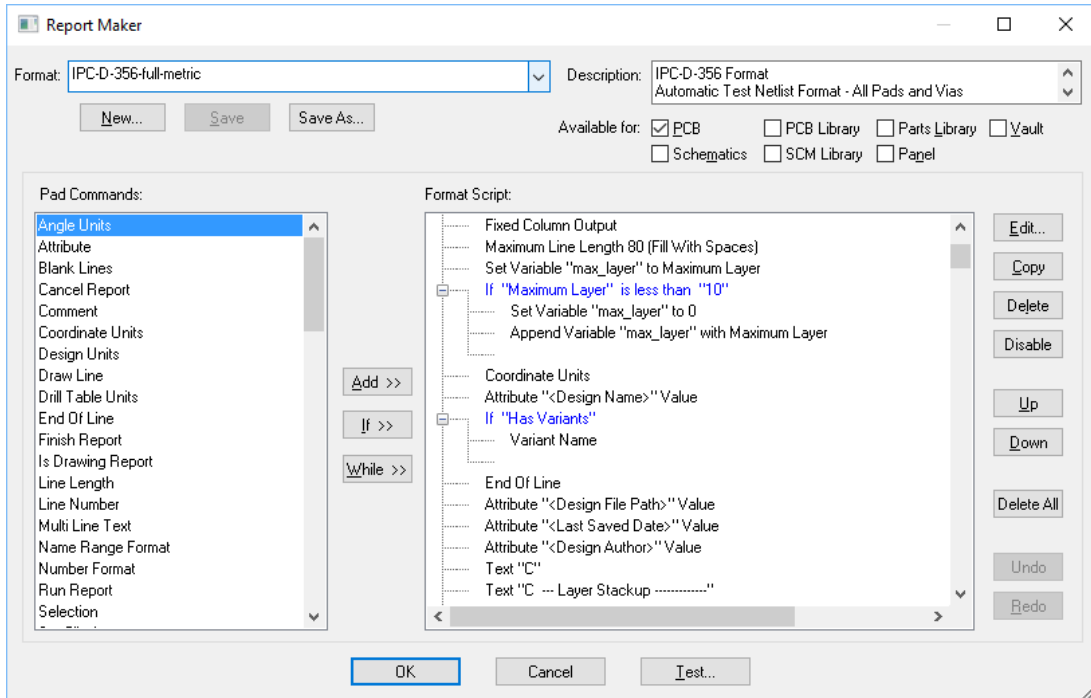 Report Maker
Format: IPC-D-356-full-metric
Description: IPC-D-356 Format
Automatic Test Netlist Format - All Pads and Vias
New... Save Save As...
Available for: PCB PCB Library Parts Library Vault
Schematics SCM Library Panel
Pad Commands:
Angle Units
Attribute
Blank Lines
Cancel Report
Comment
Coordinate Units
Design Units
Draw Line
Drill Table Units
End Of Line
Finish Report
Is Drawing Report
Line Length
Line Number
Multi Line Text
Name Range Format
Number Format
Run Report
Selection
Add >>
If >>
While >>
Format Script:
Fixed Column Output
Maximum Line Length 80 (Fill With Spaces)
Set Variable "max_layer" to Maximum Layer
If "Maximum Layer" is less than "10"
Set Variable "max_layer" to 0
Append Variable "max_layer" with Maximum Layer
Coordinate Units
Attribute "<Design Name>" Value
If "Has Variants"
Variant Name
End Of Line
Attribute "<Design File Path>" Value
Attribute "<Last Saved Date>" Value
Attribute "<Design Author>" Value
Text "C"
Text "C --- Layer Stackup -------------"
Edit...
Copy
Delete
Disable
Up
Down
Delete All
Undo
Redo
OK Cancel Test...